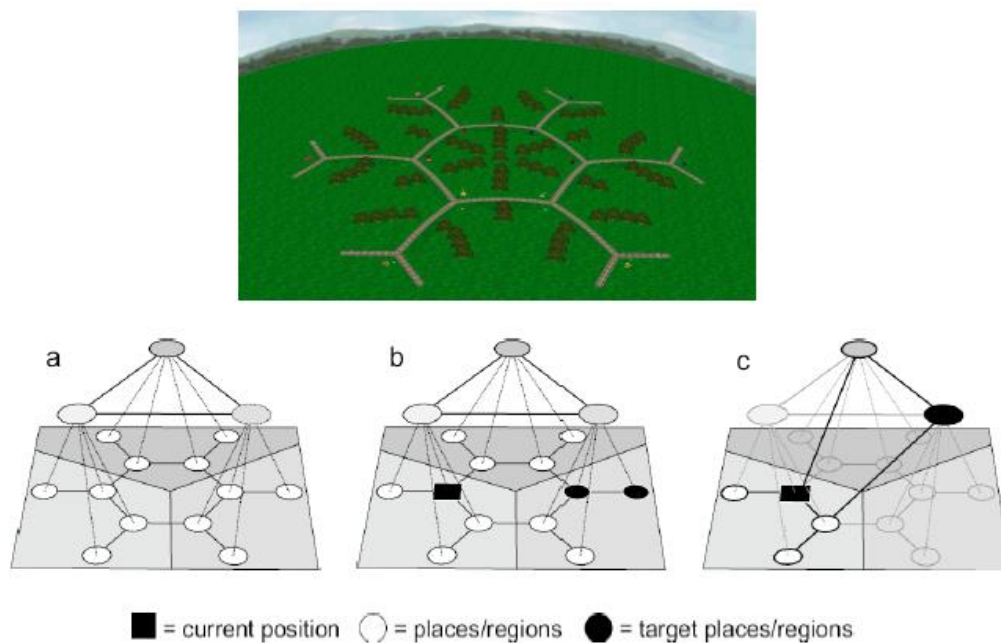 a
b
c
= current position = places/regions = target places/regions